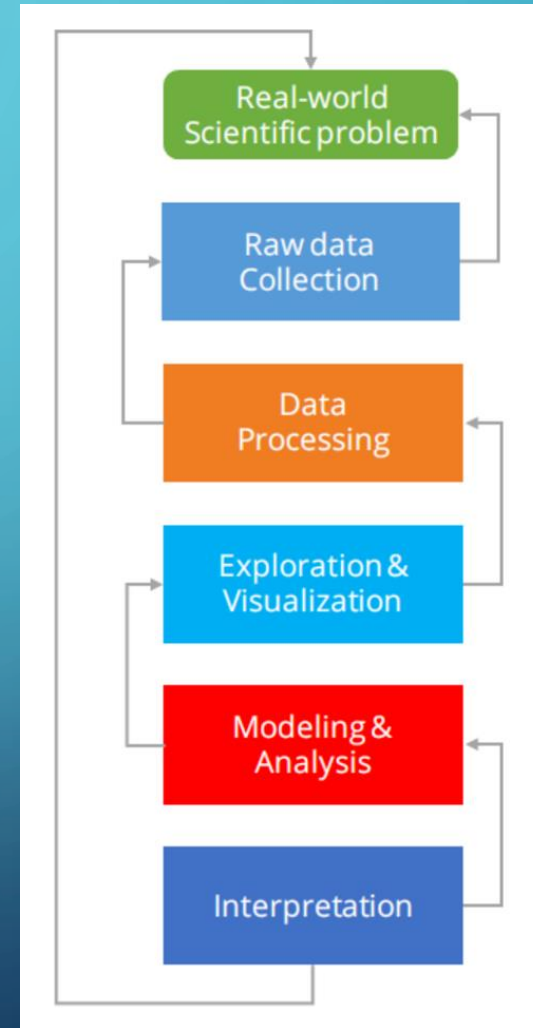 Real-world
Scientific problem
Raw data
Collection
Data
Processing
Exploration &
Visualization
Modeling &
Analysis
Interpretation